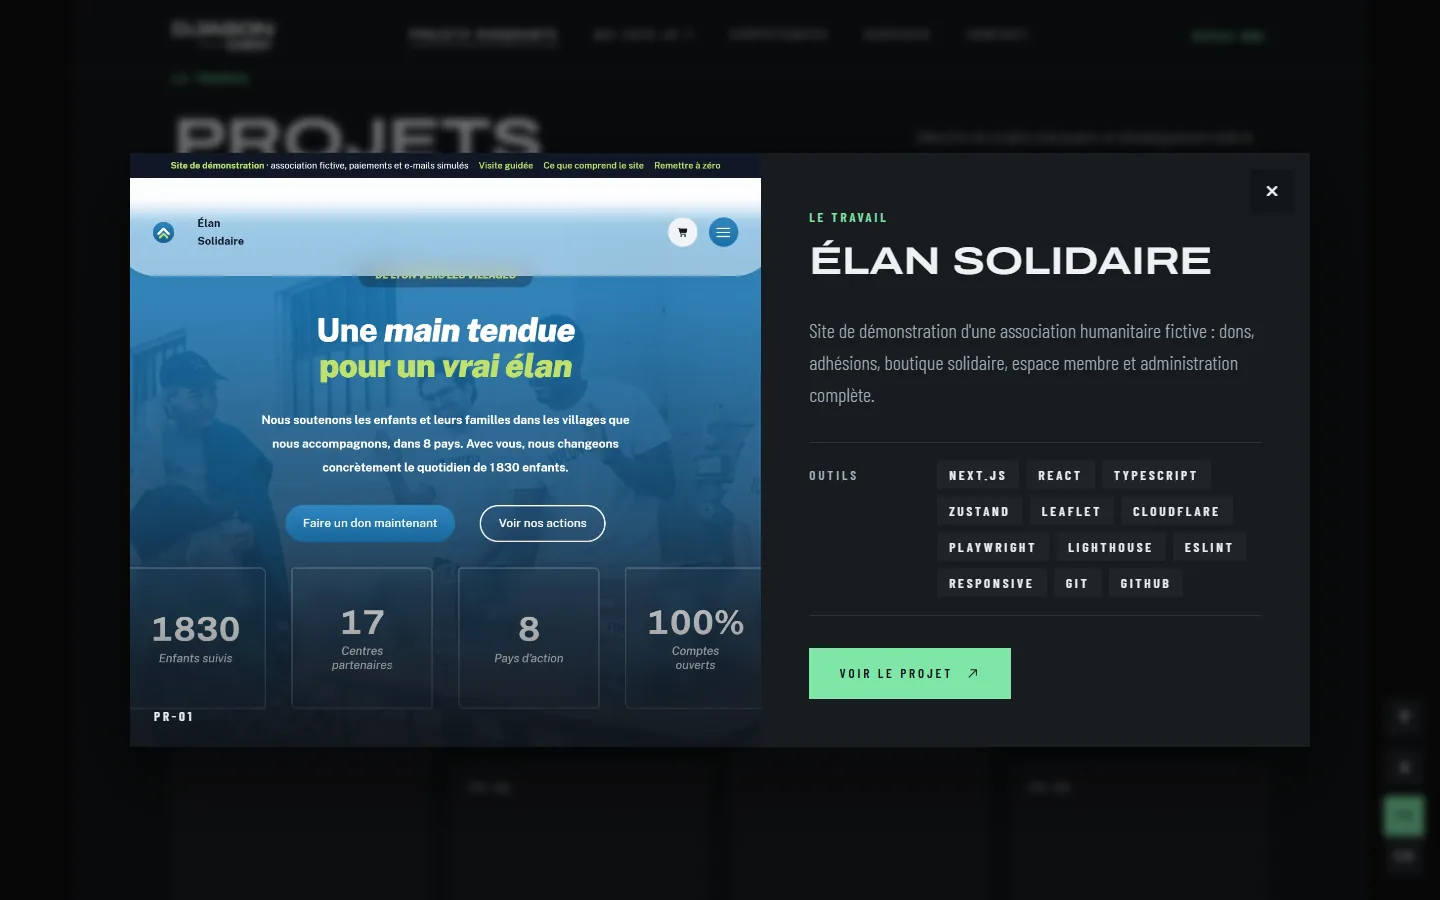 PROJETS
Site de démonstration · association fictive, paiements et e-mails simulés Visite guidée Ce que comprend le site Remettre à zéro
Élan
Solidaire
DE LYON VERS LES VILLAGES
Une main tendue
pour un vrai élan
Nous soutenons les enfants et leurs familles dans les villages que
nous accompagnons, dans 8 pays. Avec vous, nous changeons
concrètement le quotidien de 1830 enfants.
Faire un don maintenant
Voir nos actions
1830
Enfants suivis
17
Centres
partenaires
8
Pays d'action
100%
Comptes
ouverts
PR-01
LE TRAVAIL
ÉLAN SOLIDAIRE
Site de démonstration d'une association humanitaire fictive : dons,
adhésions, boutique solidaire, espace membre et administration
complète.
OUTILS
NEXT.JS REACT TYPESCRIPT
ZUSTAND LEAFLET CLOUDFLARE
PLAYWRIGHT LIGHTHOUSE ESLINT
RESPONSIVE GIT GITHUB
VOIR LE PROJET